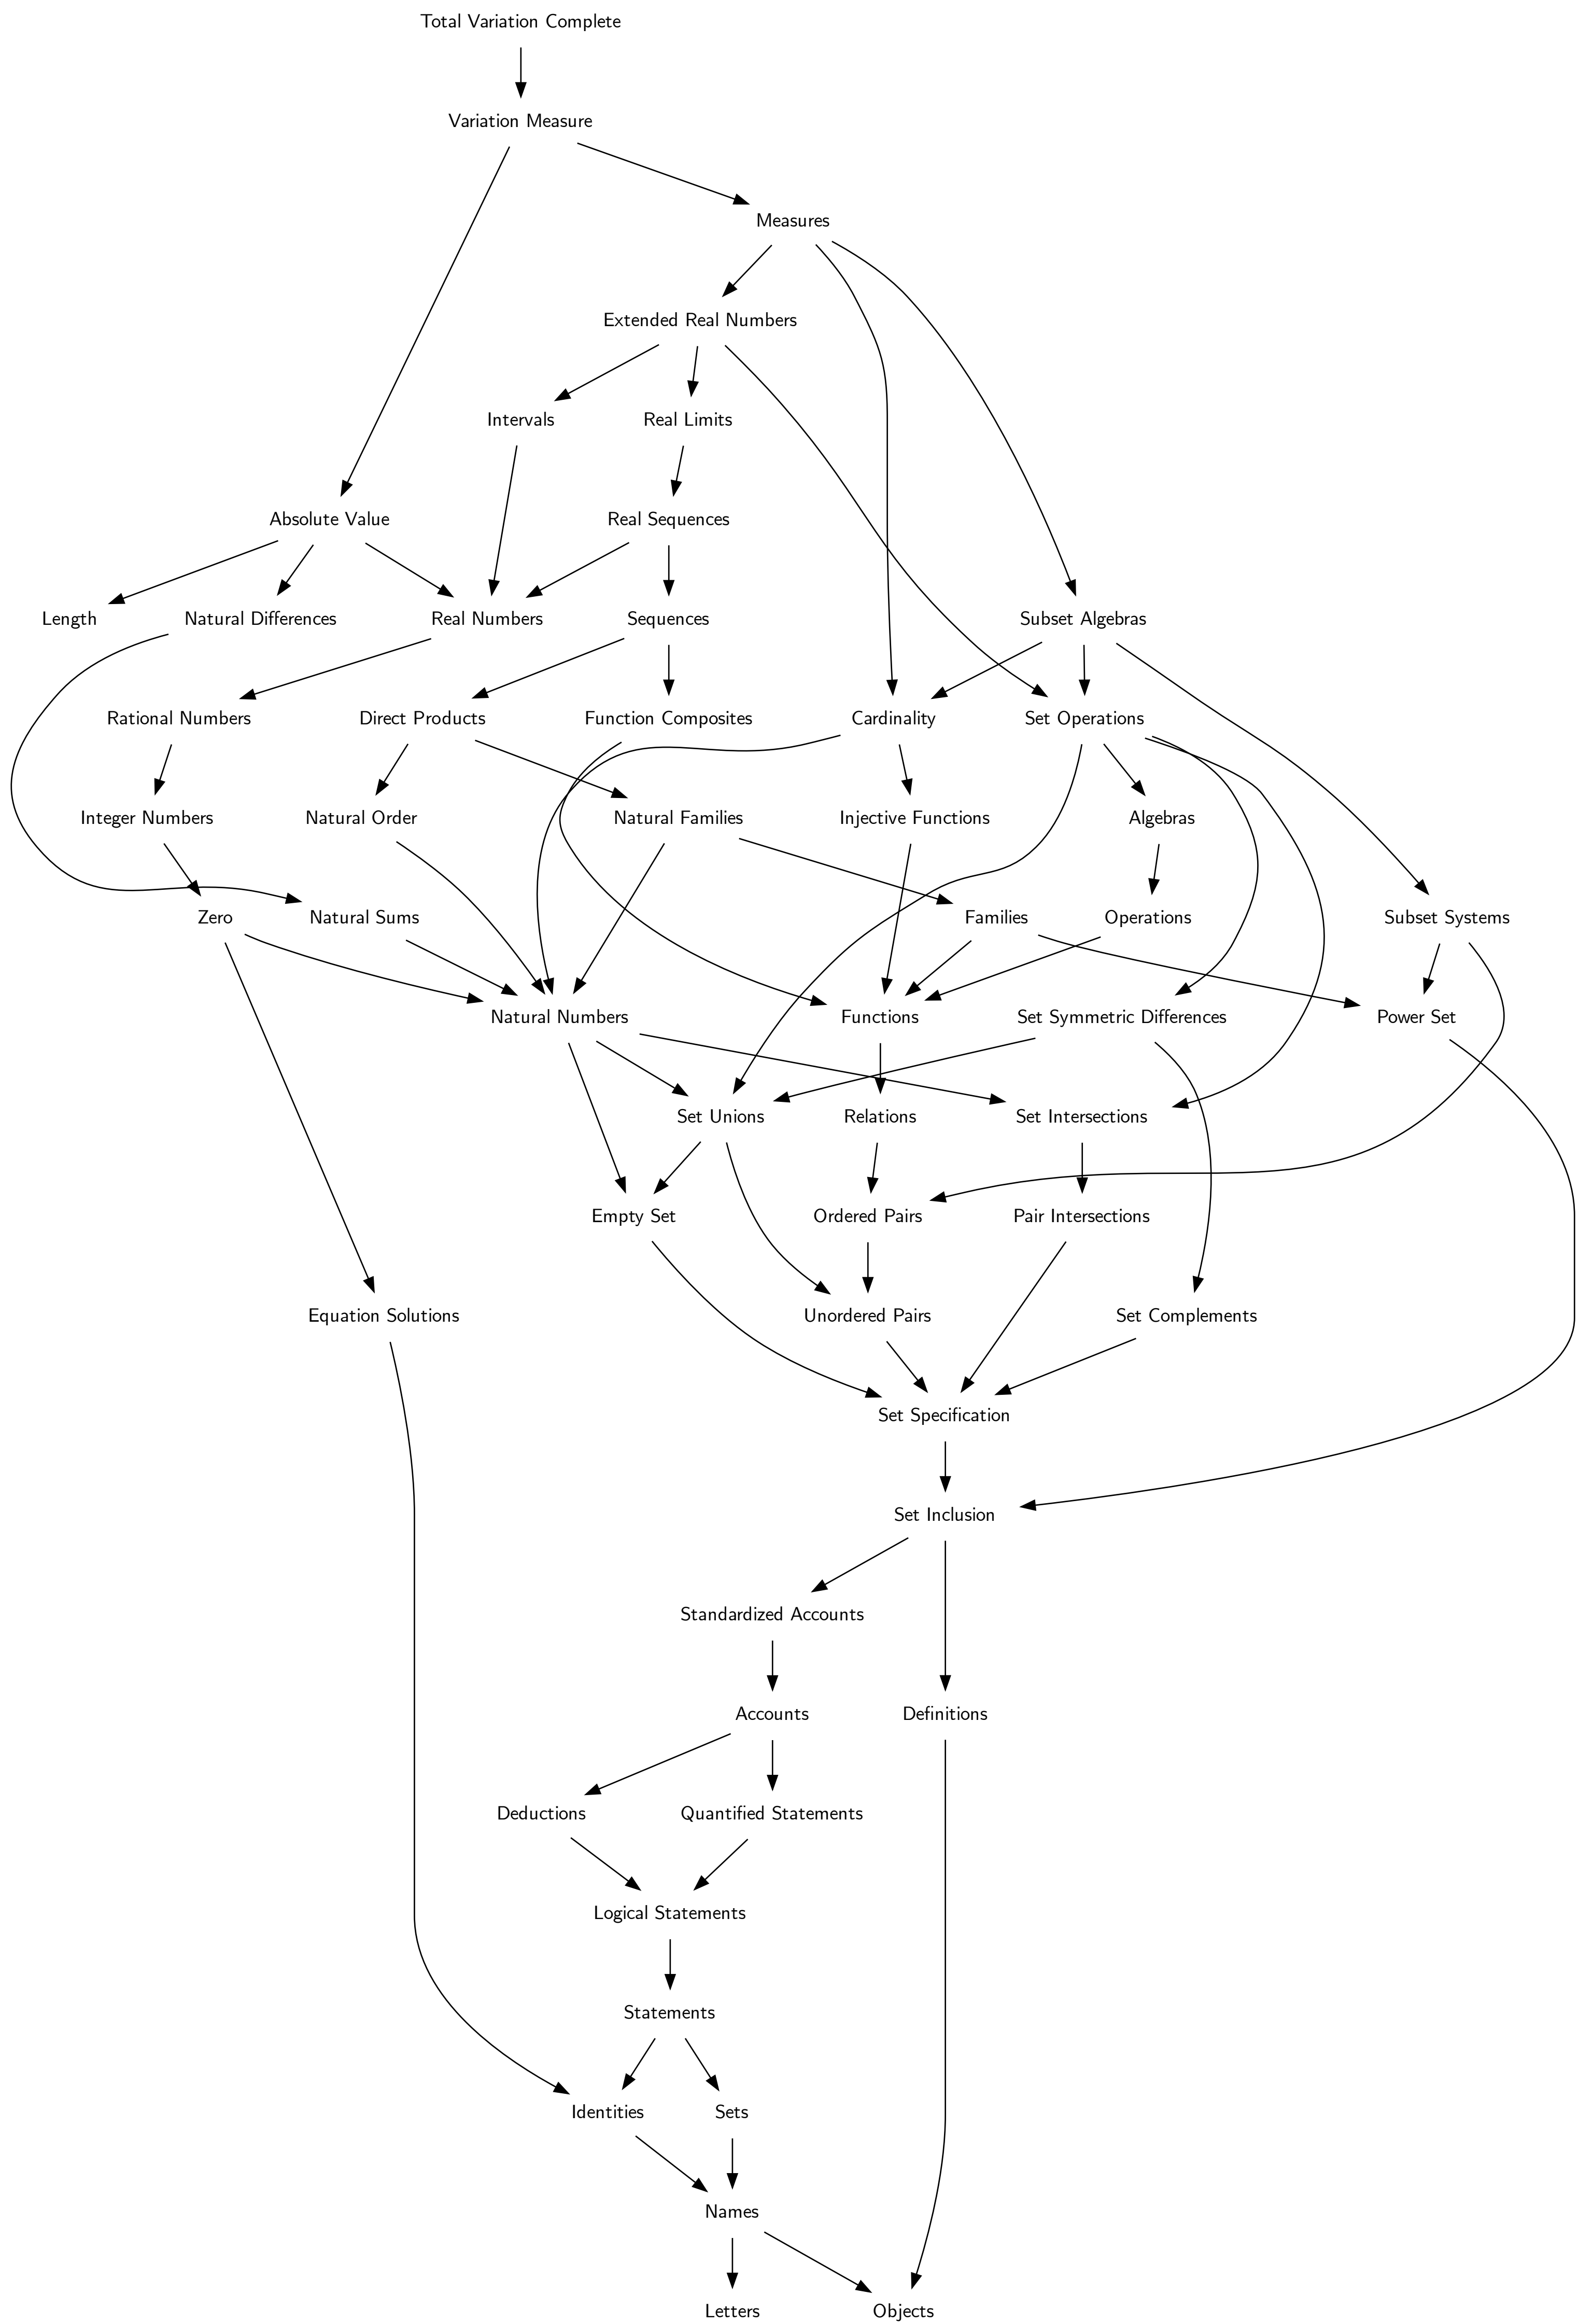 Total Variation Complete
Variation Measure
Measures
Extended Real Numbers
Intervals
Real Limits
Absolute Value
Real Sequences
Length
Natural Differences
Real Numbers
Sequences
Subset Algebras
Rational Numbers
Direct Products
Function Composites
Cardinality
Set Operations
Integer Numbers
Natural Order
Natural Families
Injective Functions
Algebras
Zero
Natural Sums
Families
Operations
Subset Systems
Natural Numbers
Functions
Set Symmetric Differences
Power Set
Set Unions
Relations
Set Intersections
Empty Set
Ordered Pairs
Pair Intersections
Equation Solutions
Unordered Pairs
Set Complements
Set Specification
Set Inclusion
Standardized Accounts
Accounts
Definitions
Deductions
Quantified Statements
Logical Statements
Statements
Identities
Sets
Names
Letters
Objects